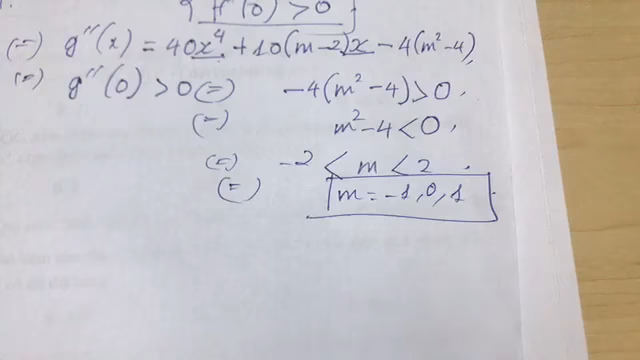 { f''(0) > 0 }
(=) g''(x) = 40x⁴ + 10(m-2)x - 4(m²-4)
(=) g''(0) > 0 (=) -4(m²-4) > 0.
(=) m²-4 < 0.
(=) -2 < m < 2.
(=) m = -1, 0, 1